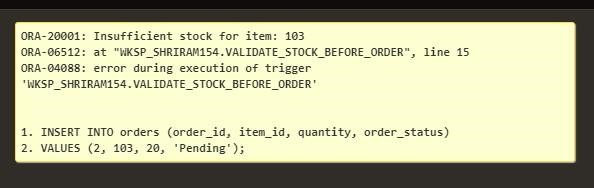 ORA-20001: Insufficient stock for item: 103
ORA-06512: at "WKSP_SHRIRAM154.VALIDATE_STOCK_BEFORE_ORDER", line 15
ORA-04088: error during execution of trigger
'WKSP_SHRIRAM154.VALIDATE_STOCK_BEFORE_ORDER'
1. INSERT INTO orders (order_id, item_id, quantity, order_status)
2. VALUES (2, 103, 20, 'Pending');